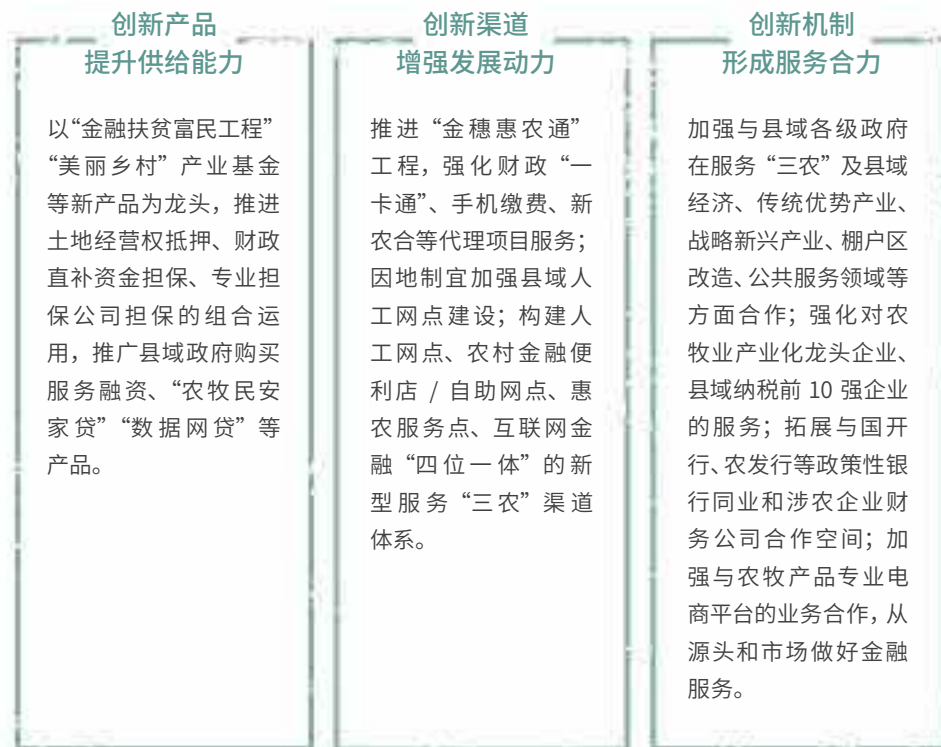 创新产品
提升供给能力
以“金融扶贫富民工程”
“美丽乡村”产业基金
等新产品为龙头，推进
土地经营权抵押、财政
直补资金担保、专业担
保公司担保的组合运
用，推广县域政府购买
服务融资、“农牧民安
家贷”“数据网贷”等
产品。
创新渠道
增强发展动力
推进“金穗惠农通”
工程，强化财政“一
卡通”、手机缴费、新
农合等代理项目服务；
因地制宜加强县域人
工网点建设；构建人
工网点、农村金融便
利店 / 自助网点、惠
农服务点、互联网金
融“四位一体”的新
型服务“三农”渠道
体系。
创新机制
形成服务合力
加强与县域各级政府
在服务“三农”及县域
经济、传统优势产业、
战略新兴产业、棚户区
改造、公共服务领域等
方面合作；强化对农
牧业产业化龙头企业、
县域纳税前 10 强企业
的服务；拓展与国开
行、农发行等政策性银
行同业和涉农企业财
务公司合作空间；加
强与农牧产品专业电
商平台的业务合作，从
源头和市场做好金融
服务。